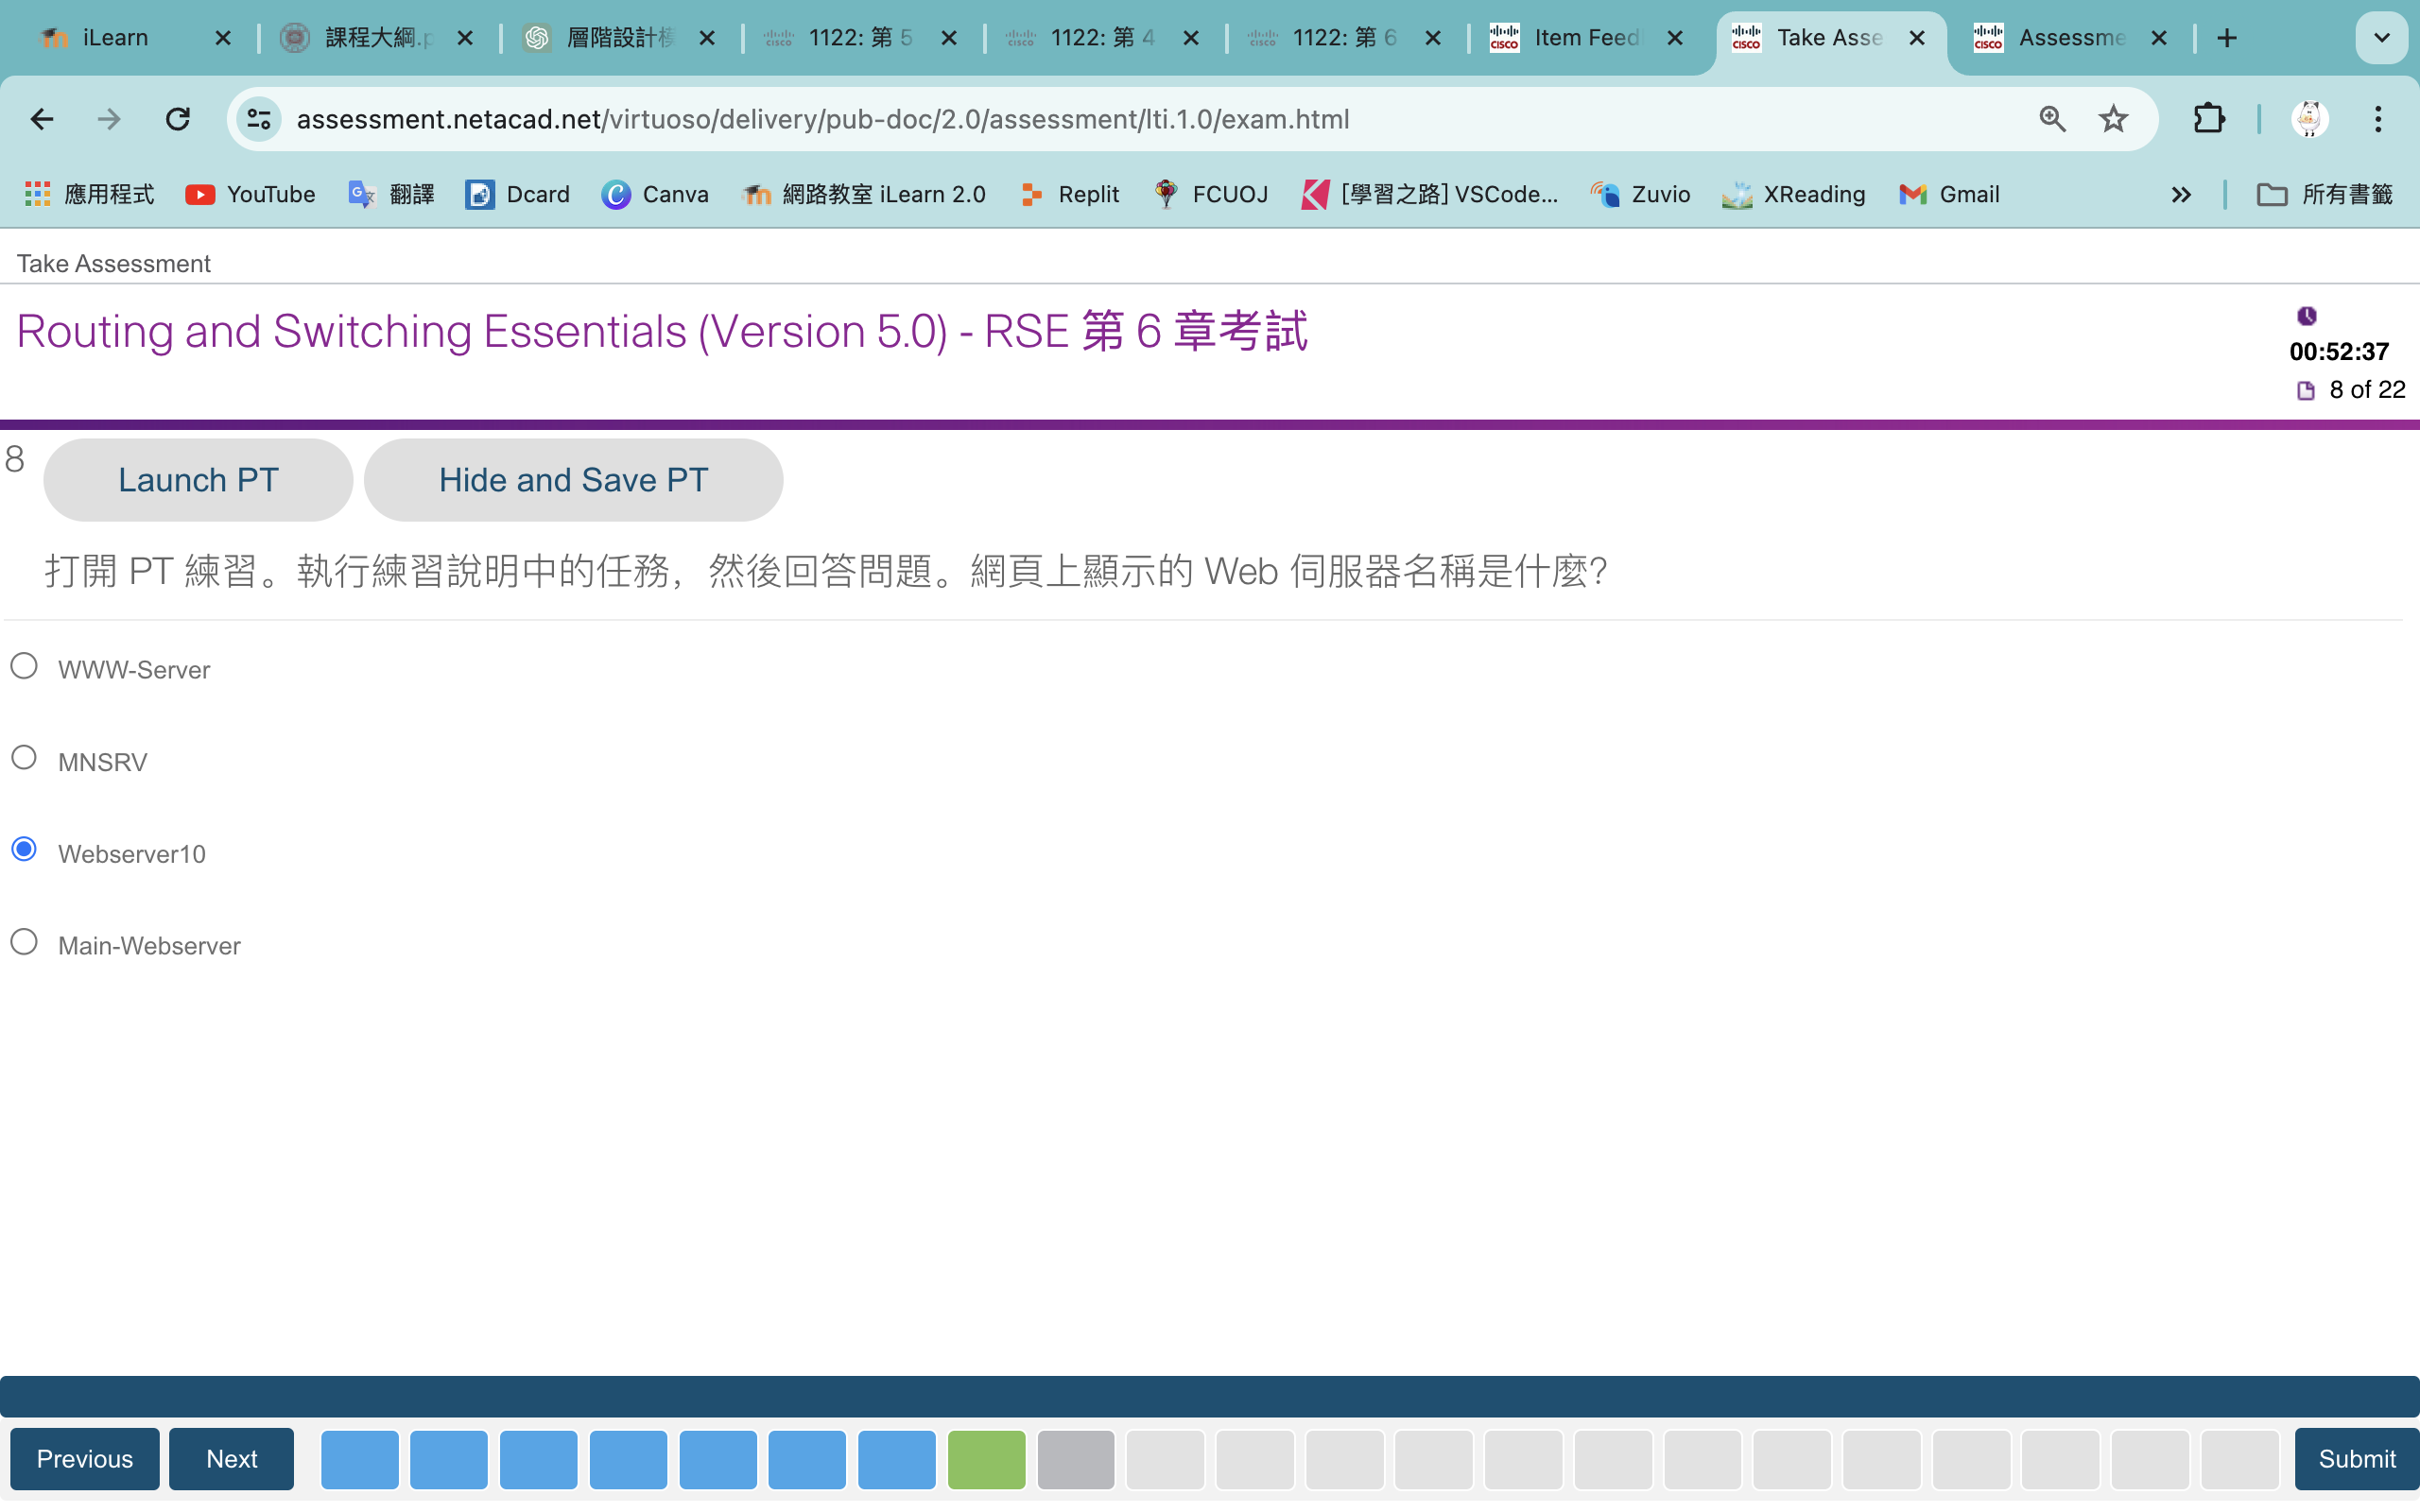 iLearn
課程大綱.p
層階設計模
1122: 第 5
1122: 第 4
1122: 第 6
Item Feed
Take Asse
Assessme
assessment.netacad.net/virtuoso/delivery/pub-doc/2.0/assessment/lti.1.0/exam.html
應用程式
YouTube
翻譯
Dcard
Canva
網路教室 iLearn 2.0
Replit
FCUOJ
[學習之路] VSCode...
Zuvio
XReading
Gmail
所有書籤
Take Assessment
Routing and Switching Essentials (Version 5.0) - RSE 第 6 章考試
00:52:37
8 of 22
8
Launch PT
Hide and Save PT
打開 PT 練習。執行練習說明中的任務，然後回答問題。網頁上顯示的 Web 伺服器名稱是什麼?
WWW-Server
MNSRV
Webserver10
Main-Webserver
Previous
Next
Submit